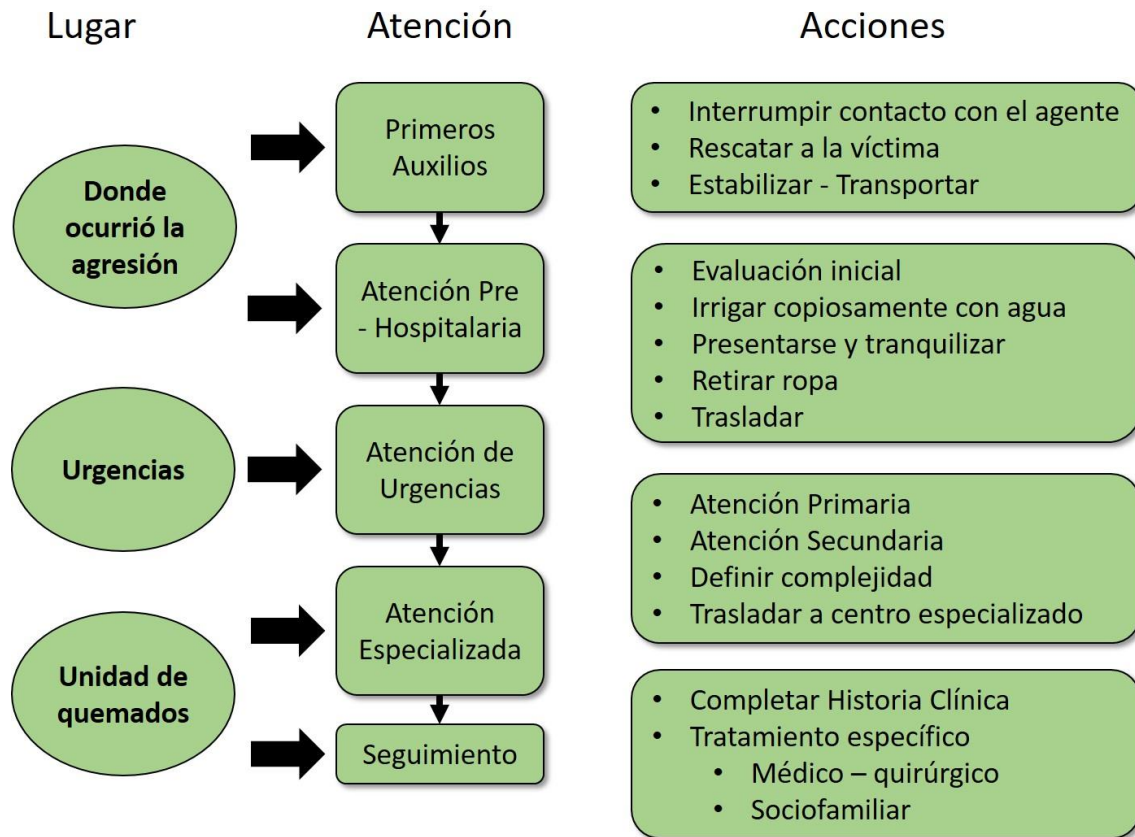 Lugar
Atención
Acciones
Donde
ocurrió la
agresión
Urgencias
Unidad de
quemados
Primeros
Auxilios
Atención Pre
- Hospitalaria
Atención de
Urgencias
Atención
Especializada
Seguimiento
• Interrumpir contacto con el agente
• Rescatar a la víctima
• Estabilizar - Transportar
• Evaluación inicial
• Irrigar copiosamente con agua
• Presentarse y tranquilizar
• Retirar ropa
• Trasladar
• Atención Primaria
• Atención Secundaria
• Definir complejidad
• Trasladar a centro especializado
• Completar Historia Clínica
• Tratamiento específico
• Médico – quirúrgico
• Sociofamiliar